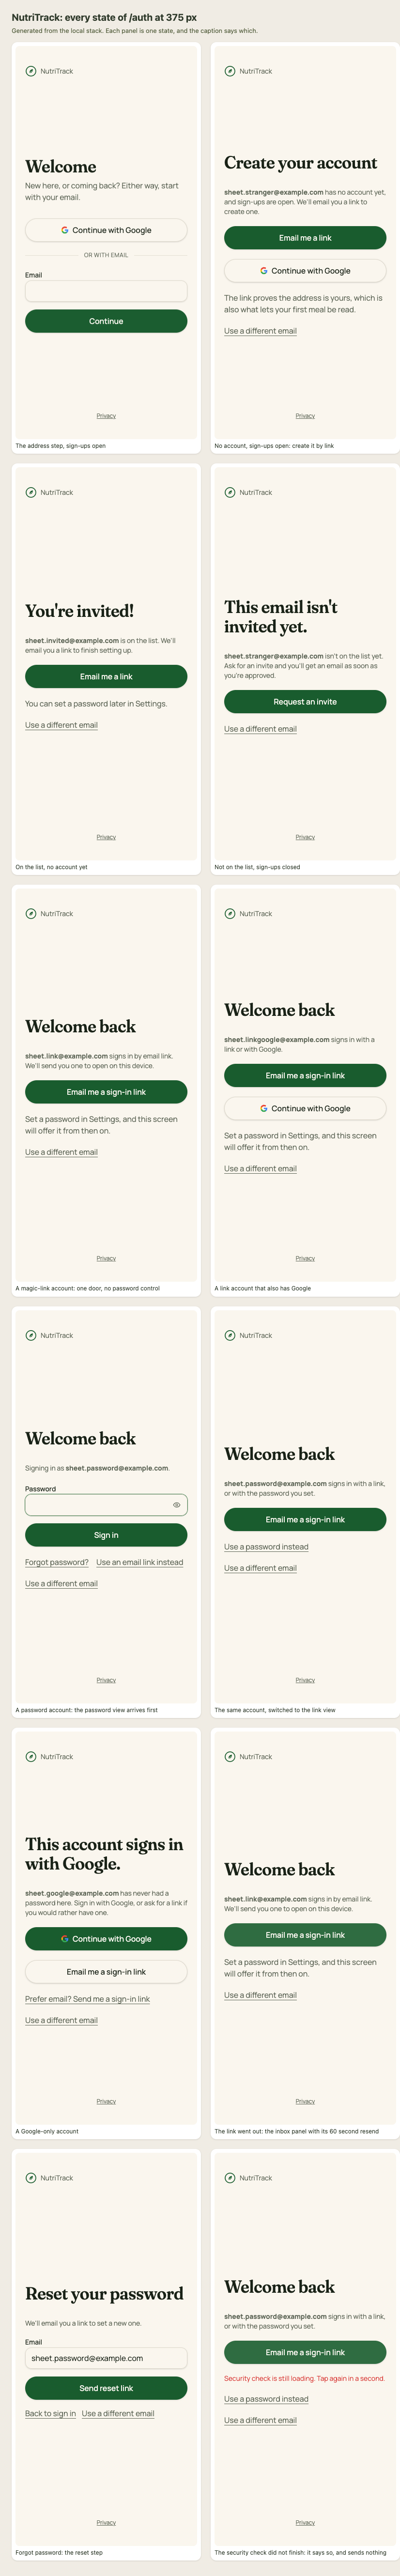 NutriTrack: every state of /auth at 375 px
Generated from the local stack. Each panel is one state, and the caption says which.
NutriTrack
Welcome
New here, or coming back? Either way, start
with your email.
Continue with Google
OR WITH EMAIL
Email
Continue
Privacy
The address step, sign-ups open
NutriTrack
Create your account
sheet.stranger@example.com has no account yet,
and sign-ups are open. We'll email you a link to
create one.
Email me a link
Continue with Google
The link proves the address is yours, which is
also what lets your first meal be read.
Use a different email
Privacy
No account, sign-ups open: create it by link
NutriTrack
You're invited!
sheet.invited@example.com is on the list. We'll
email you a link to finish setting up.
Email me a link
You can set a password later in Settings.
Use a different email
Privacy
On the list, no account yet
NutriTrack
This email isn't
invited yet.
sheet.stranger@example.com isn't on the list yet.
Ask for an invite and you'll get an email as soon as
you're approved.
Request an invite
Use a different email
Privacy
Not on the list, sign-ups closed
NutriTrack
Welcome back
sheet.link@example.com signs in by email link.
We'll send you one to open on this device.
Email me a sign-in link
Set a password in Settings, and this screen
will offer it from then on.
Use a different email
Privacy
A magic-link account: one door, no password control
NutriTrack
Welcome back
sheet.linkgoogle@example.com signs in with a
link or with Google.
Email me a sign-in link
Continue with Google
Set a password in Settings, and this screen
will offer it from then on.
Use a different email
Privacy
A link account that also has Google
NutriTrack
Welcome back
Signing in as sheet.password@example.com.
Password
Sign in
Forgot password? Use an email link instead
Use a different email
Privacy
A password account: the password view arrives first
NutriTrack
Welcome back
sheet.password@example.com signs in with a link,
or with the password you set.
Email me a sign-in link
Use a password instead
Use a different email
Privacy
The same account, switched to the link view
NutriTrack
This account signs in
with Google.
sheet.google@example.com has never had a
password here. Sign in with Google, or ask for a link if
you would rather have one.
Continue with Google
Email me a sign-in link
Prefer email? Send me a sign-in link
Use a different email
Privacy
A Google-only account
NutriTrack
Welcome back
sheet.link@example.com signs in by email link.
We'll send you one to open on this device.
Email me a sign-in link
Set a password in Settings, and this screen
will offer it from then on.
Use a different email
Privacy
The link went out: the inbox panel with its 60 second resend
NutriTrack
Reset your password
We'll email you a link to set a new one.
Email
sheet.password@example.com
Send reset link
Back to sign in Use a different email
Privacy
Forgot password: the reset step
NutriTrack
Welcome back
sheet.password@example.com signs in with a link,
or with the password you set.
Email me a sign-in link
Security check is still loading. Tap again in a second.
Use a password instead
Use a different email
Privacy
The security check did not finish: it says so, and sends nothing